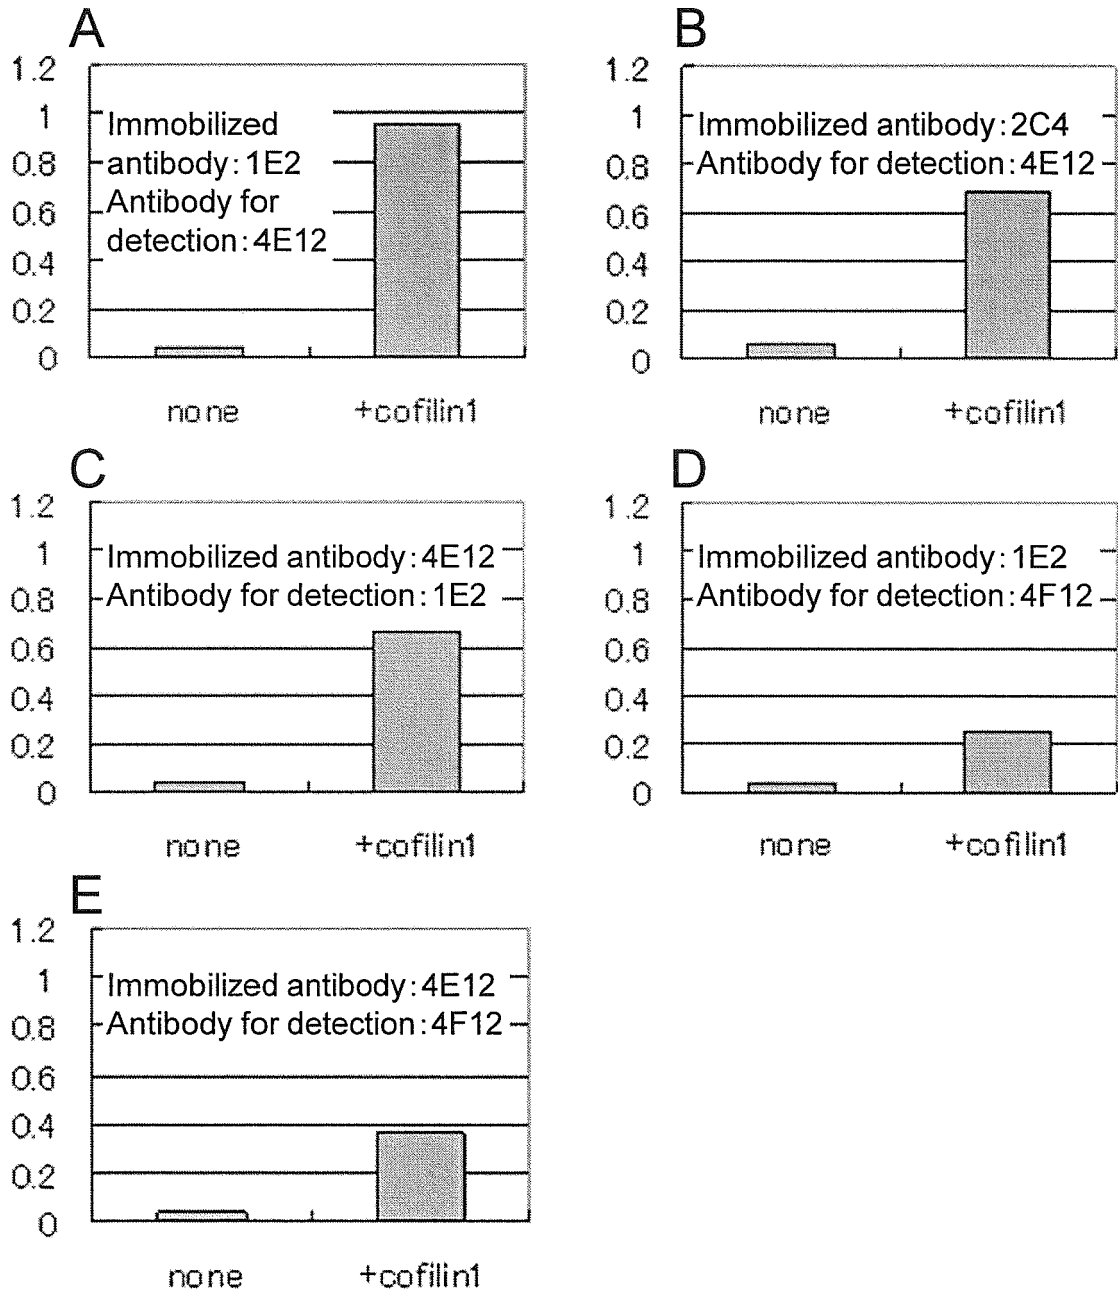 A
1.2
1
0.8
0.6
0.4
0.2
0
Immobilized
antibody:1E2
Antibody for
detection:4E12
none +cofilin1
B
1.2
1
0.8
0.6
0.4
0.2
0
Immobilized antibody:2C4
Antibody for detection:4E12
none +cofilin1
C
1.2
1
0.8
0.6
0.4
0.2
0
Immobilized antibody:4E12
Antibody for detection:1E2
none +cofilin1
D
1.2
1
0.8
0.6
0.4
0.2
0
Immobilized antibody:1E2
Antibody for detection:4F12
none +cofilin1
E
1.2
1
0.8
0.6
0.4
0.2
0
Immobilized antibody:4E12
Antibody for detection:4F12
none +cofilin1